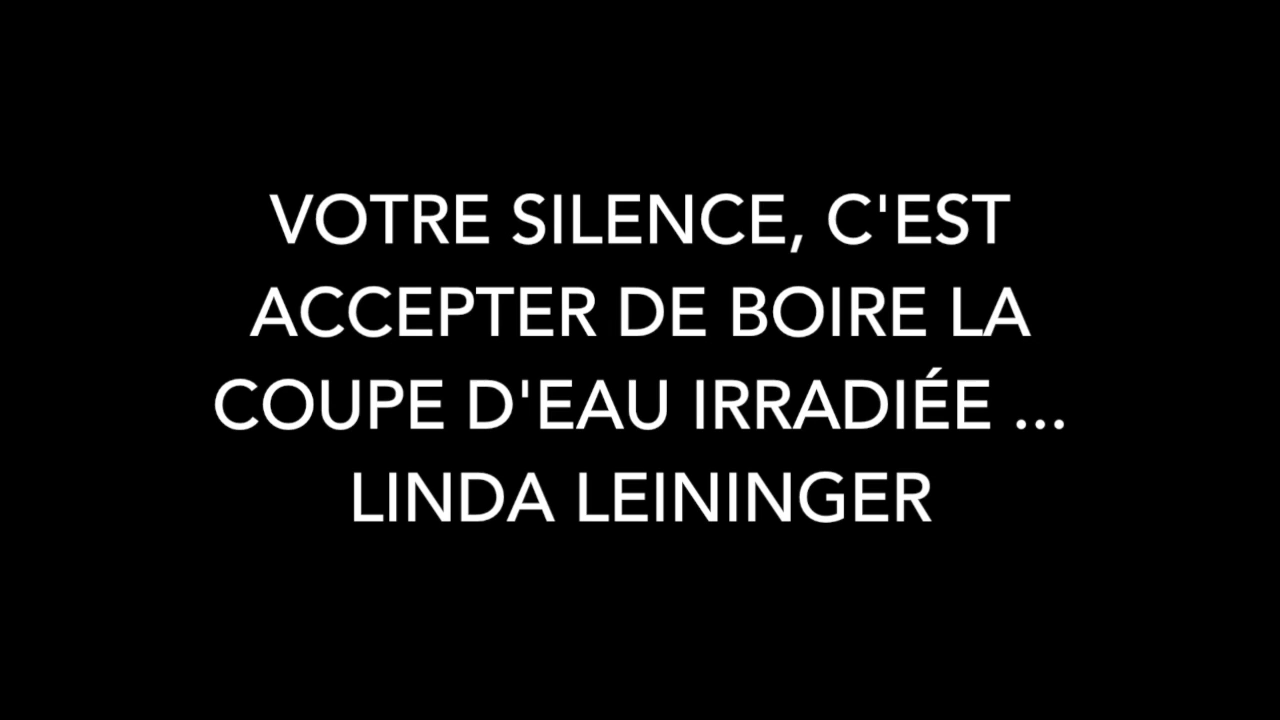 VOTRE SILENCE, C'EST
ACCEPTER DE BOIRE LA
COUPE D'EAU IRRADIÉE ...
LINDA LEININGER